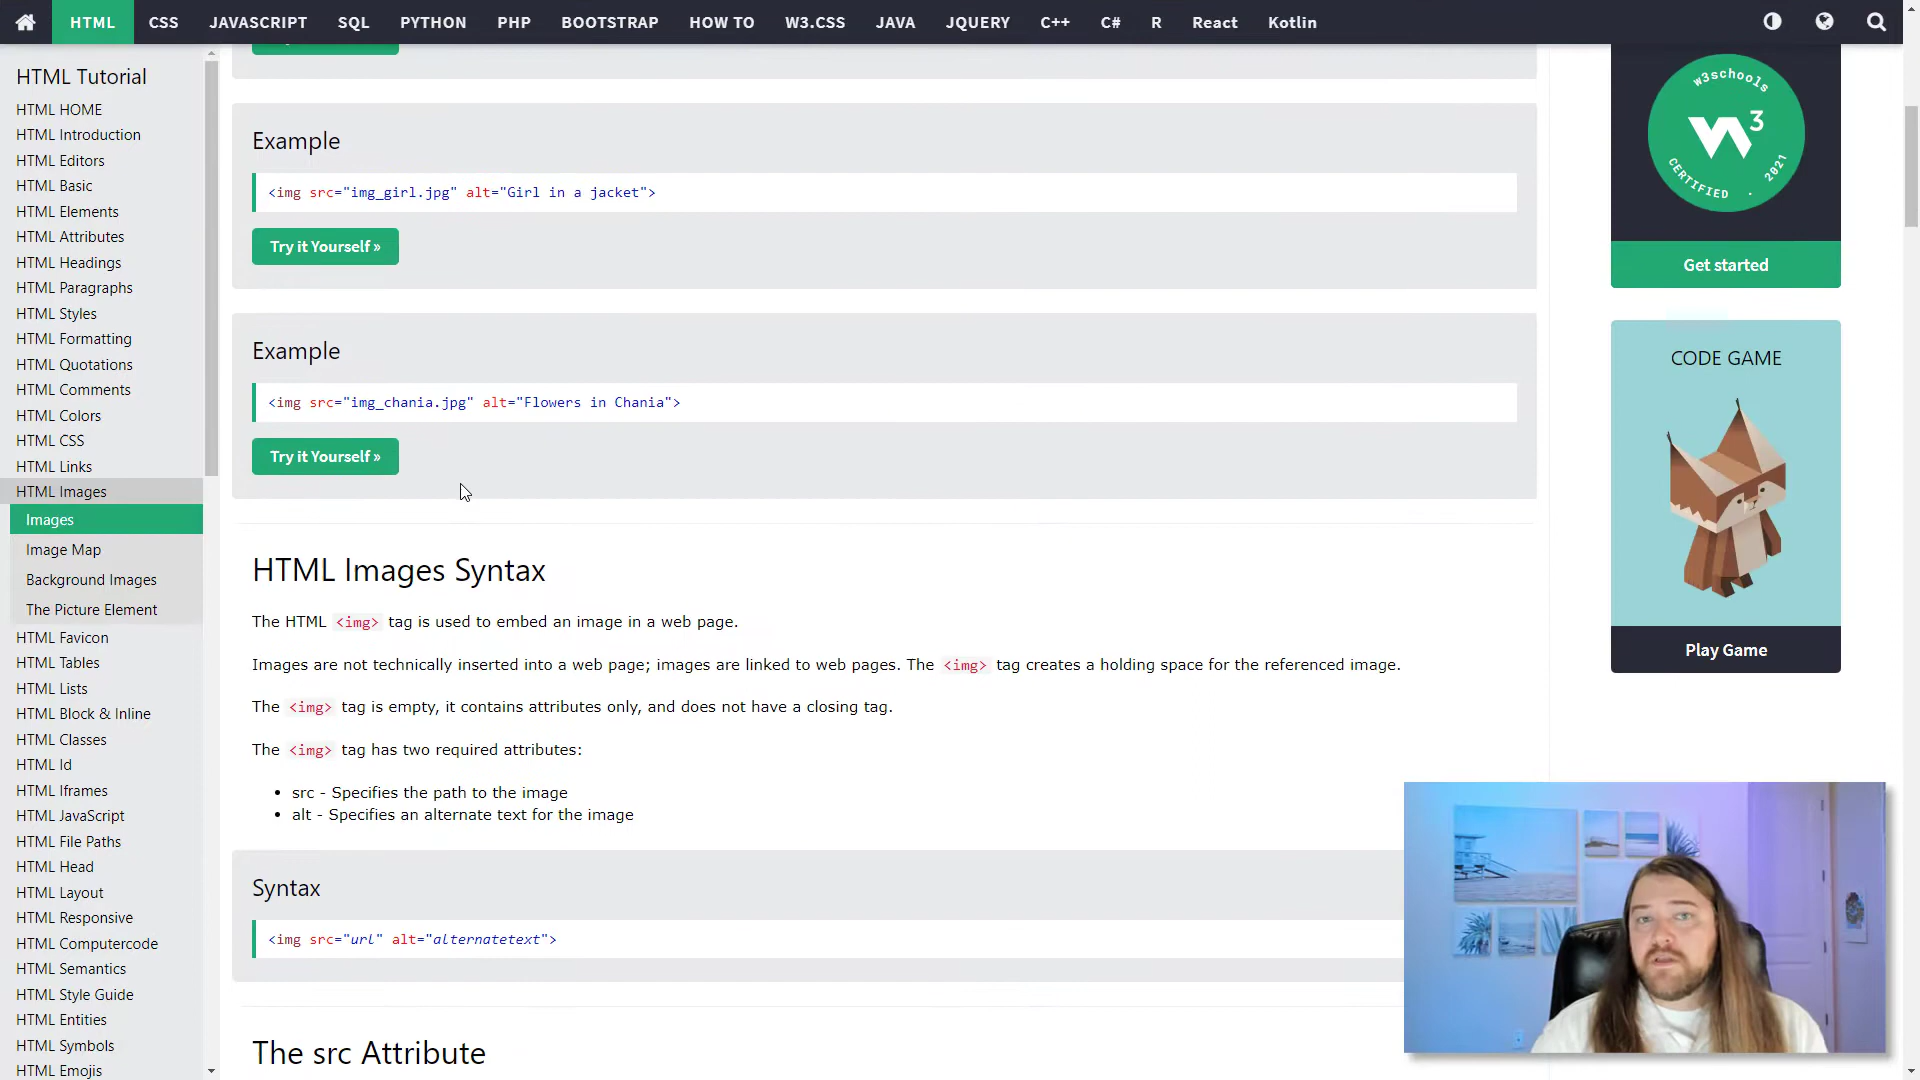 HTML
CSS
JAVASCRIPT
SQL
PYTHON
PHP
BOOTSTRAP
HOW TO
W3.CSS
JAVA
JQUERY
C++
C#
R
React
Kotlin
HTML Tutorial
HTML HOME
HTML Introduction
HTML Editors
HTML Basic
HTML Elements
HTML Attributes
HTML Headings
HTML Paragraphs
HTML Styles
HTML Formatting
HTML Quotations
HTML Comments
HTML Colors
HTML CSS
HTML Links
HTML Images
Images
Image Map
Background Images
The Picture Element
HTML Favicon
HTML Tables
HTML Lists
HTML Block & Inline
HTML Classes
HTML Id
HTML Iframes
HTML JavaScript
HTML File Paths
HTML Head
HTML Layout
HTML Responsive
HTML Computercode
HTML Semantics
HTML Style Guide
HTML Entities
HTML Symbols
HTML Emojis
Example
<img src="img_girl.jpg" alt="Girl in a jacket">
Try it Yourself »
Example
<img src="img_chania.jpg" alt="Flowers in Chania">
Try it Yourself »
HTML Images Syntax
The HTML <img> tag is used to embed an image in a web page.
Images are not technically inserted into a web page; images are linked to web pages. The <img> tag creates a holding space for the referenced image.
The <img> tag is empty, it contains attributes only, and does not have a closing tag.
The <img> tag has two required attributes:
• src - Specifies the path to the image
• alt - Specifies an alternate text for the image
Syntax
<img src="url" alt="alternatetext">
The src Attribute
w3schools
W3
CERTIFIED . 2021
Get started
CODE GAME
Play Game